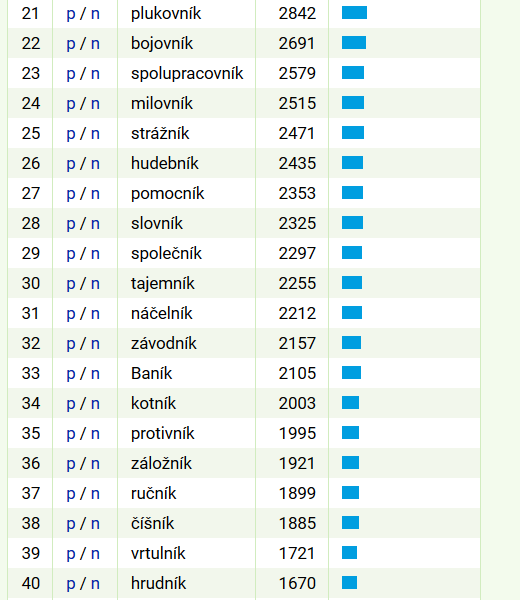 21 p / n plukovník 2842
22 p / n bojovník 2691
23 p / n spolupracovník 2579
24 p / n milovník 2515
25 p / n strážník 2471
26 p / n hudebník 2435
27 p / n pomocník 2353
28 p / n slovník 2325
29 p / n společník 2297
30 p / n tajemník 2255
31 p / n náčelník 2212
32 p / n závodník 2157
33 p / n Baník 2105
34 p / n kotník 2003
35 p / n protivník 1995
36 p / n záložník 1921
37 p / n ručník 1899
38 p / n číšník 1885
39 p / n vrtulník 1721
40 p / n hrudník 1670